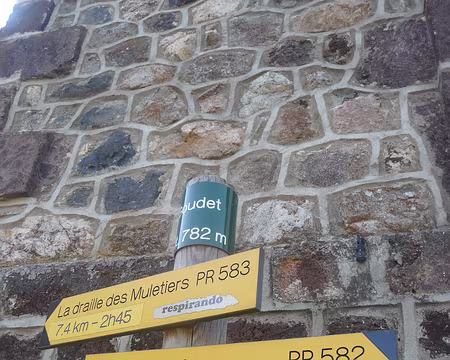 oudet
782 m
La draille des Muletiers PR 583
7.4 km - 2h45 respirando
PR 582